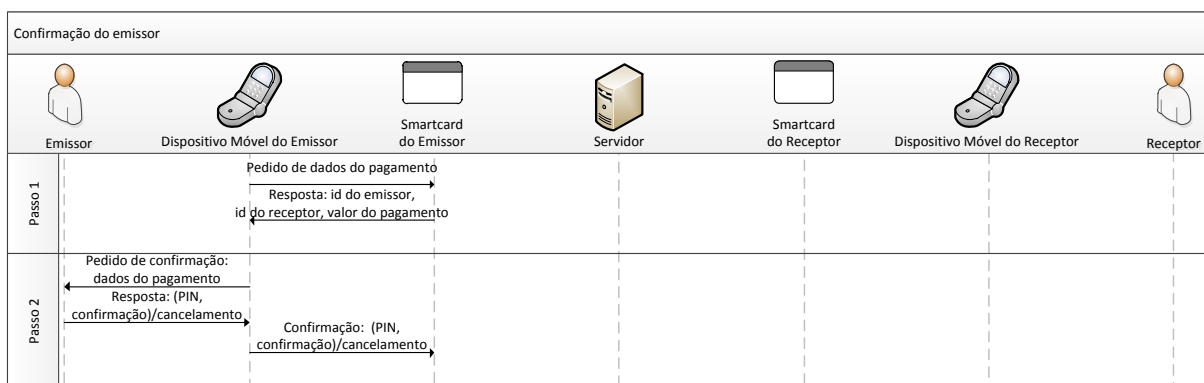 Confirmação do emissor
Emissor
Dispositivo Móvel do Emissor
Smartcard
do Emissor
Servidor
Smartcard
do Receptor
Dispositivo Móvel do Receptor
Receptor
Passo 1
Pedido de dados do pagamento
Resposta: id do emissor,
id do receptor, valor do pagamento
Passo 2
Pedido de confirmação:
dados do pagamento
Resposta: (PIN,
confirmação)/cancelamento
Confirmação:  (PIN,
confirmação)/cancelamento